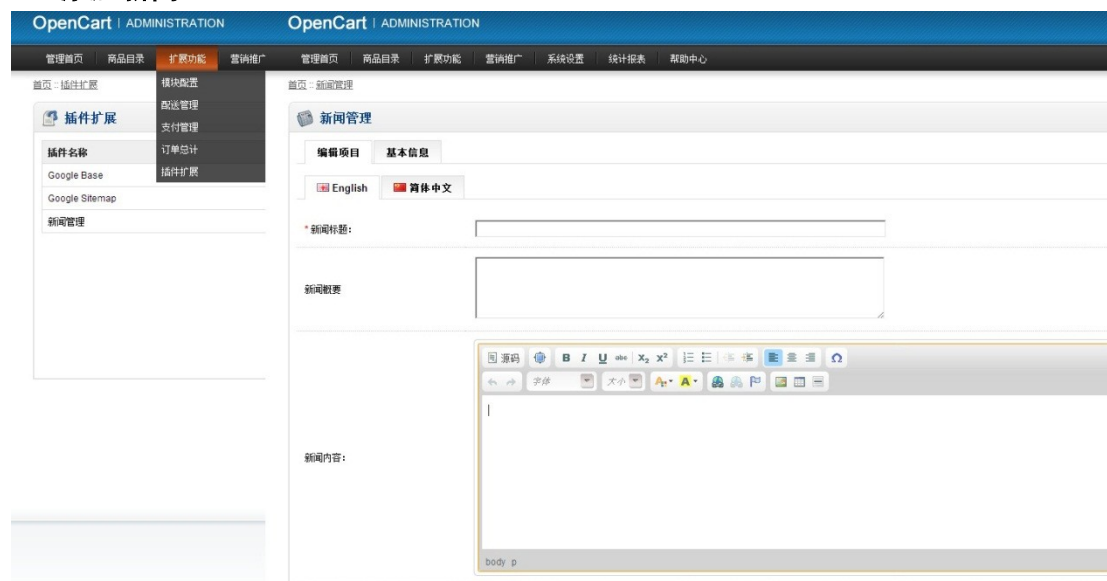 OpenCart | ADMINISTRATION
管理首页 商品目录 扩展功能 营销推广
模块配置
配送管理
支付管理
订单总计
插件扩展
首页 :: 插件扩展
插件扩展
插件名称
Google Base
Google Sitemap
新闻管理
OpenCart | ADMINISTRATION
管理首页 商品目录 扩展功能 营销推广 系统设置 统计报表 帮助中心
首页 :: 新闻管理
新闻管理
编辑项目 基本信息
English 简体中文
* 新闻标题:
新闻概要
源码 B I U abc X₂ X² Ω
字体 大小 A A
新闻内容:
body p